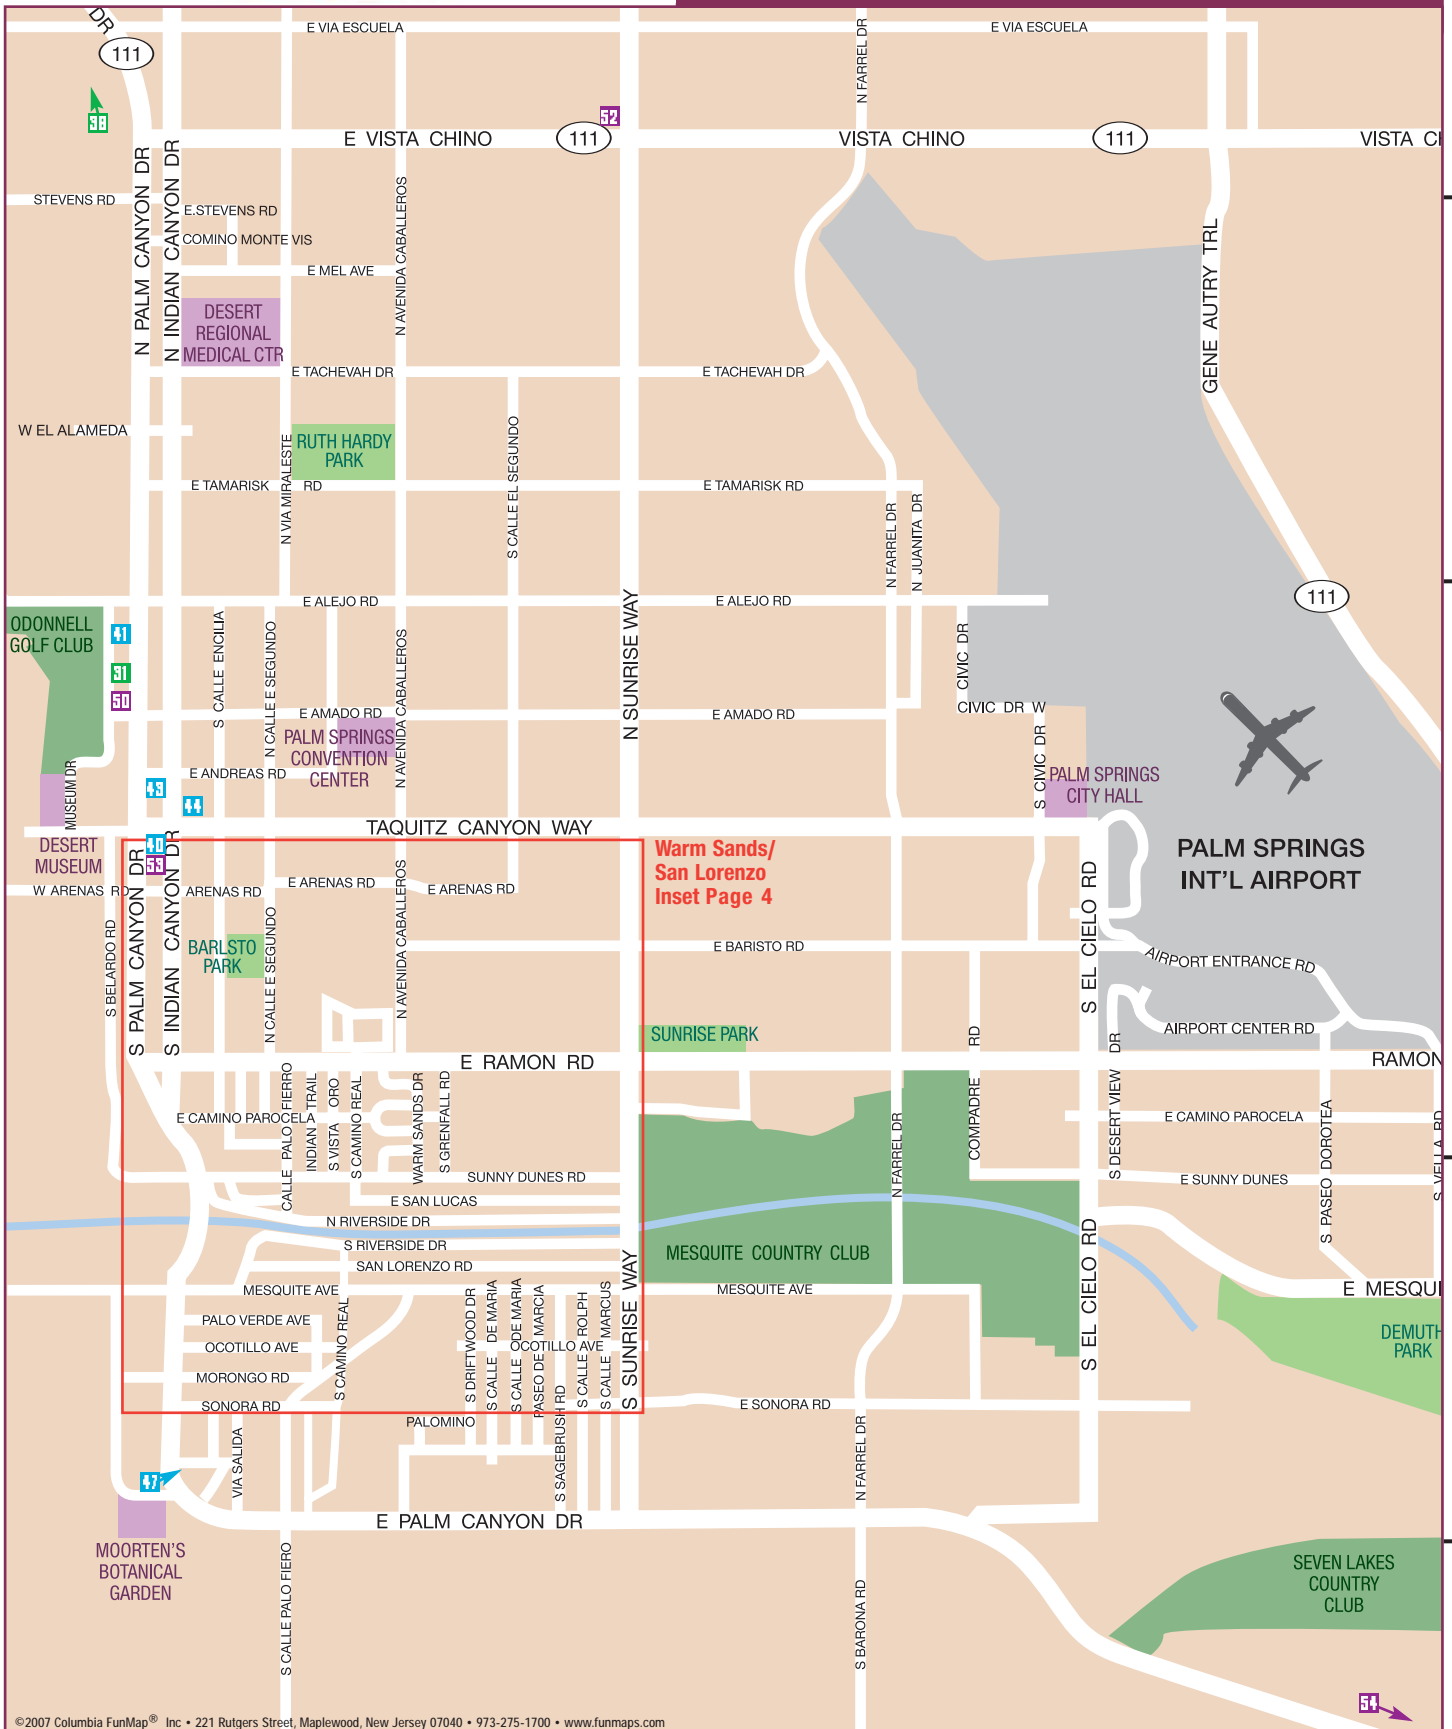 DR
E VIA ESCUELA
E VIA ESCUELA
111
N FARREL DR
38
52
E VISTA CHINO
111
VISTA CHINO
111
VISTA CH
N PALM CANYON DR
N INDIAN CANYON DR
STEVENS RD
E.STEVENS RD
COMINO MONTE VIS
E MEL AVE
N AVENIDA CABALLEROS
GENE AUTRY TRL
DESERT
REGIONAL
MEDICAL CTR
E TACHEVAH DR
E TACHEVAH DR
W EL ALAMEDA
N VIA MIRALESTE
RUTH HARDY
PARK
S CALLE EL SEGUNDO
E TAMARISK RD
E TAMARISK RD
N FARREL DR
N JUANITA DR
E ALEJO RD
E ALEJO RD
111
ODONNELL
GOLF CLUB
41
31
50
S CALLE ENCILIA
N CALLE E SEGUNDO
N AVENIDA CABALLEROS
N SUNRISE WAY
CIVIC DR
CIVIC DR W
E AMADO RD
E AMADO RD
PALM SPRINGS
CONVENTION
CENTER
E ANDREAS RD
MUSEUM DR
43
44
S CIVIC DR
PALM SPRINGS
CITY HALL
TAQUITZ CANYON WAY
DESERT
MUSEUM
40
53
Warm Sands/
San Lorenzo
Inset Page 4
PALM SPRINGS
INT'L AIRPORT
W ARENAS RD
ARENAS RD
E ARENAS RD
E ARENAS RD
S BELARDO RD
S PALM CANYON DR
S INDIAN CANYON DR
BARLSTO
PARK
N CALLE E SEGUNDO
N AVENIDA CABALLEROS
E BARISTO RD
S EL CIELO RD
AIRPORT ENTRANCE RD
AIRPORT CENTER RD
SUNRISE PARK
E RAMON RD
RAMON
COMPADRE RD
S DESERT VIEW DR
CALLE PALO FIERRO
INDIAN TRAIL
S VISTA ORO
S CAMINO REAL
WARM SANDS DR
S GRENFALL RD
E CAMINO PAROCELA
E CAMINO PAROCELA
N FARREL DR
S PASEO DOROTEA
S VELLA RD
SUNNY DUNES RD
E SUNNY DUNES
E SAN LUCAS
N RIVERSIDE DR
S RIVERSIDE DR
SAN LORENZO RD
MESQUITE COUNTRY CLUB
S EL CIELO RD
MESQUITE AVE
MESQUITE AVE
E MESQUI
PALO VERDE AVE
OCOTILLO AVE
OCOTILLO AVE
MORONGO RD
SONORA RD
S CAMINO REAL
S DRIFTWOOD DR
S CALLE DE MARIA
S CALLE DE MARIA
PASEO DE MARCIA
S CALLE ROLPH
S CALLE MARCUS
S SUNRISE WAY
DEMUTH
PARK
E SONORA RD
PALOMINO
VIA SALIDA
S SAGEBRUSH RD
N FARREL DR
47
E PALM CANYON DR
MOORTEN'S
BOTANICAL
GARDEN
S CALLE PALO FIERO
S BARONA RD
SEVEN LAKES
COUNTRY
CLUB
54
©2007 Columbia FunMap® Inc • 221 Rutgers Street, Maplewood, New Jersey 07040 • 973-275-1700 • www.funmaps.com